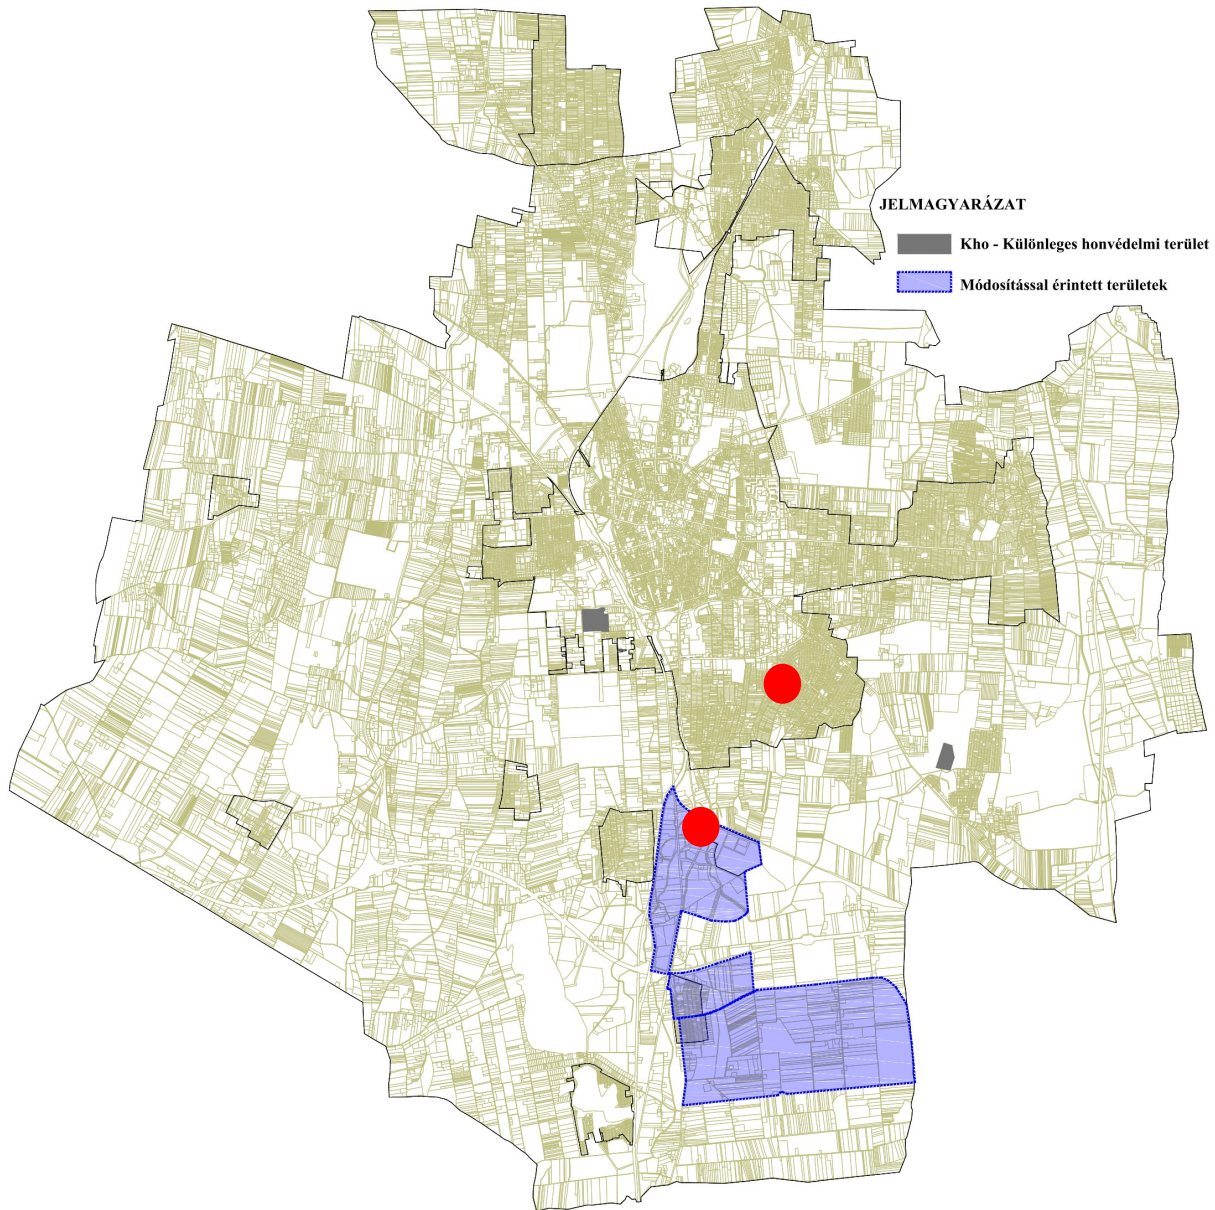 JELMAGYARÁZAT
Kho - Különleges honvédelmi terület
Módosítással érintett területek